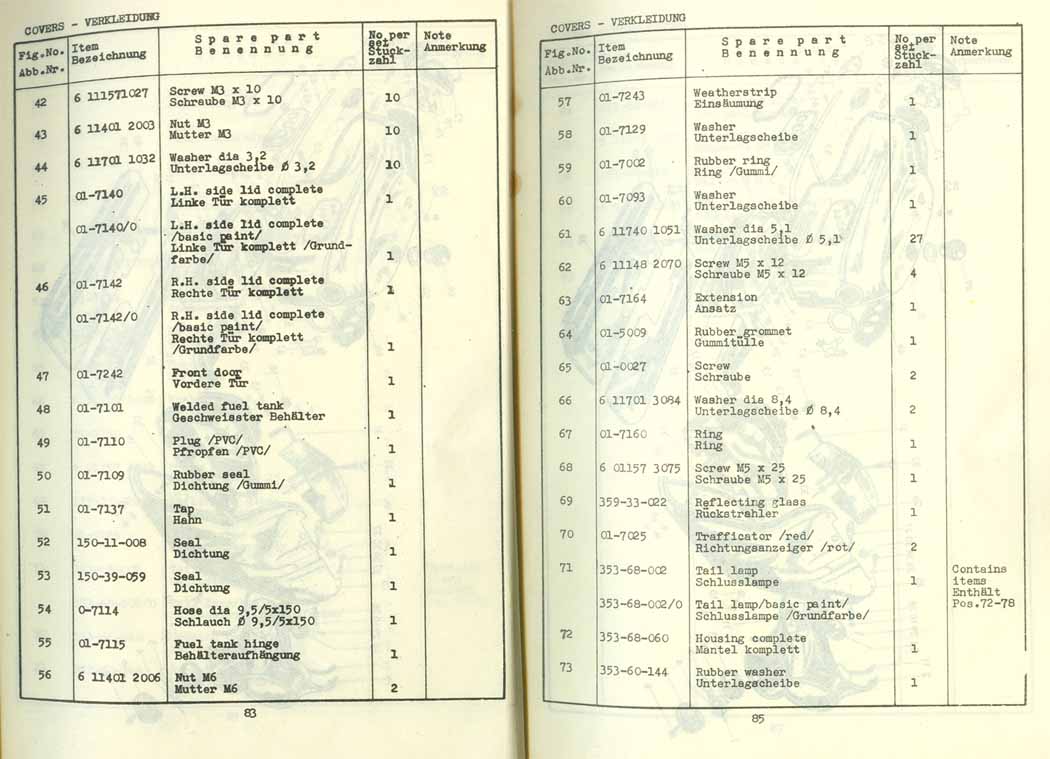 COVERS - VERKLEIDUNG
Fig.No. Item S p a r e  p a r t No per Note
Abb.Nr. Bezeichnung B e n e n n u n g set Anmerkung
Stück-
zahl
42 6 111571027 Screw M3 x 10
Schraube M3 x 10 10
43 6 11401 2003 Nut M3
Mutter M3 10
44 6 11701 1032 Washer dia 3,2
Unterlagscheibe Ø 3,2 10
45 01-7140 L.H. side lid complete
Linke Tür komplett 1
01-7140/0 L.H. side lid complete
/basic paint/
Linke Tür komplett /Grund-
farbe/ 1
46 01-7142 R.H. side lid complete
Rechte Tür komplett 1
01-7142/0 R.H. side lid complete
/basic paint/
Rechte Tür komplett
/Grundfarbe/ 1
47 01-7242 Front door
Vordere Tür 1
48 01-7101 Welded fuel tank
Geschweisster Behälter 1
49 01-7110 Plug /PVC/
Pfropfen /PVC/ 1
50 01-7109 Rubber seal
Dichtung /Gummi/ 1
51 01-7137 Tap
Hahn 1
52 150-11-008 Seal
Dichtung 1
53 150-39-059 Seal
Dichtung 1
54 0-7114 Hose dia 9,5/5x150
Schlauch Ø 9,5/5x150 1
55 01-7115 Fuel tank hinge
Behälteraufhängung 1
56 6 11401 2006 Nut M6
Mutter M6 2
83
COVERS - VERKLEIDUNG
Fig.No. Item S p a r e  p a r t No per Note
Abb.Nr. Bezeichnung B e n e n n u n g set Anmerkung
Stück-
zahl
57 01-7243 Weatherstrip
Einsäumung 1
58 01-7129 Washer
Unterlagscheibe 1
59 01-7002 Rubber ring
Ring /Gummi/ 1
60 01-7093 Washer
Unterlagscheibe 1
61 6 11740 1051 Washer dia 5,1
Unterlagscheibe Ø 5,1 27
62 6 11148 2070 Screw M5 x 12
Schraube M5 x 12 4
63 01-7164 Extension
Ansatz 1
64 01-5009 Rubber grommet
Gummitülle 1
65 01-0027 Screw
Schraube 2
66 6 11701 3084 Washer dia 8,4
Unterlagscheibe Ø 8,4 2
67 01-7160 Ring
Ring 1
68 6 01157 3075 Screw M5 x 25
Schraube M5 x 25 1
69 359-33-022 Reflecting glass
Rückstrahler 1
70 01-7025 Trafficator /red/
Richtungsanzeiger /rot/ 2
71 353-68-002 Tail lamp Contains
Schlusslampe 1 items
Enthält
353-68-002/0 Tail lamp/basic paint/ Pos.72-78
Schlusslampe /Grundfarbe/
72 353-68-060 Housing complete
Mantel komplett 1
73 353-60-144 Rubber washer
Unterlagscheibe 1
85